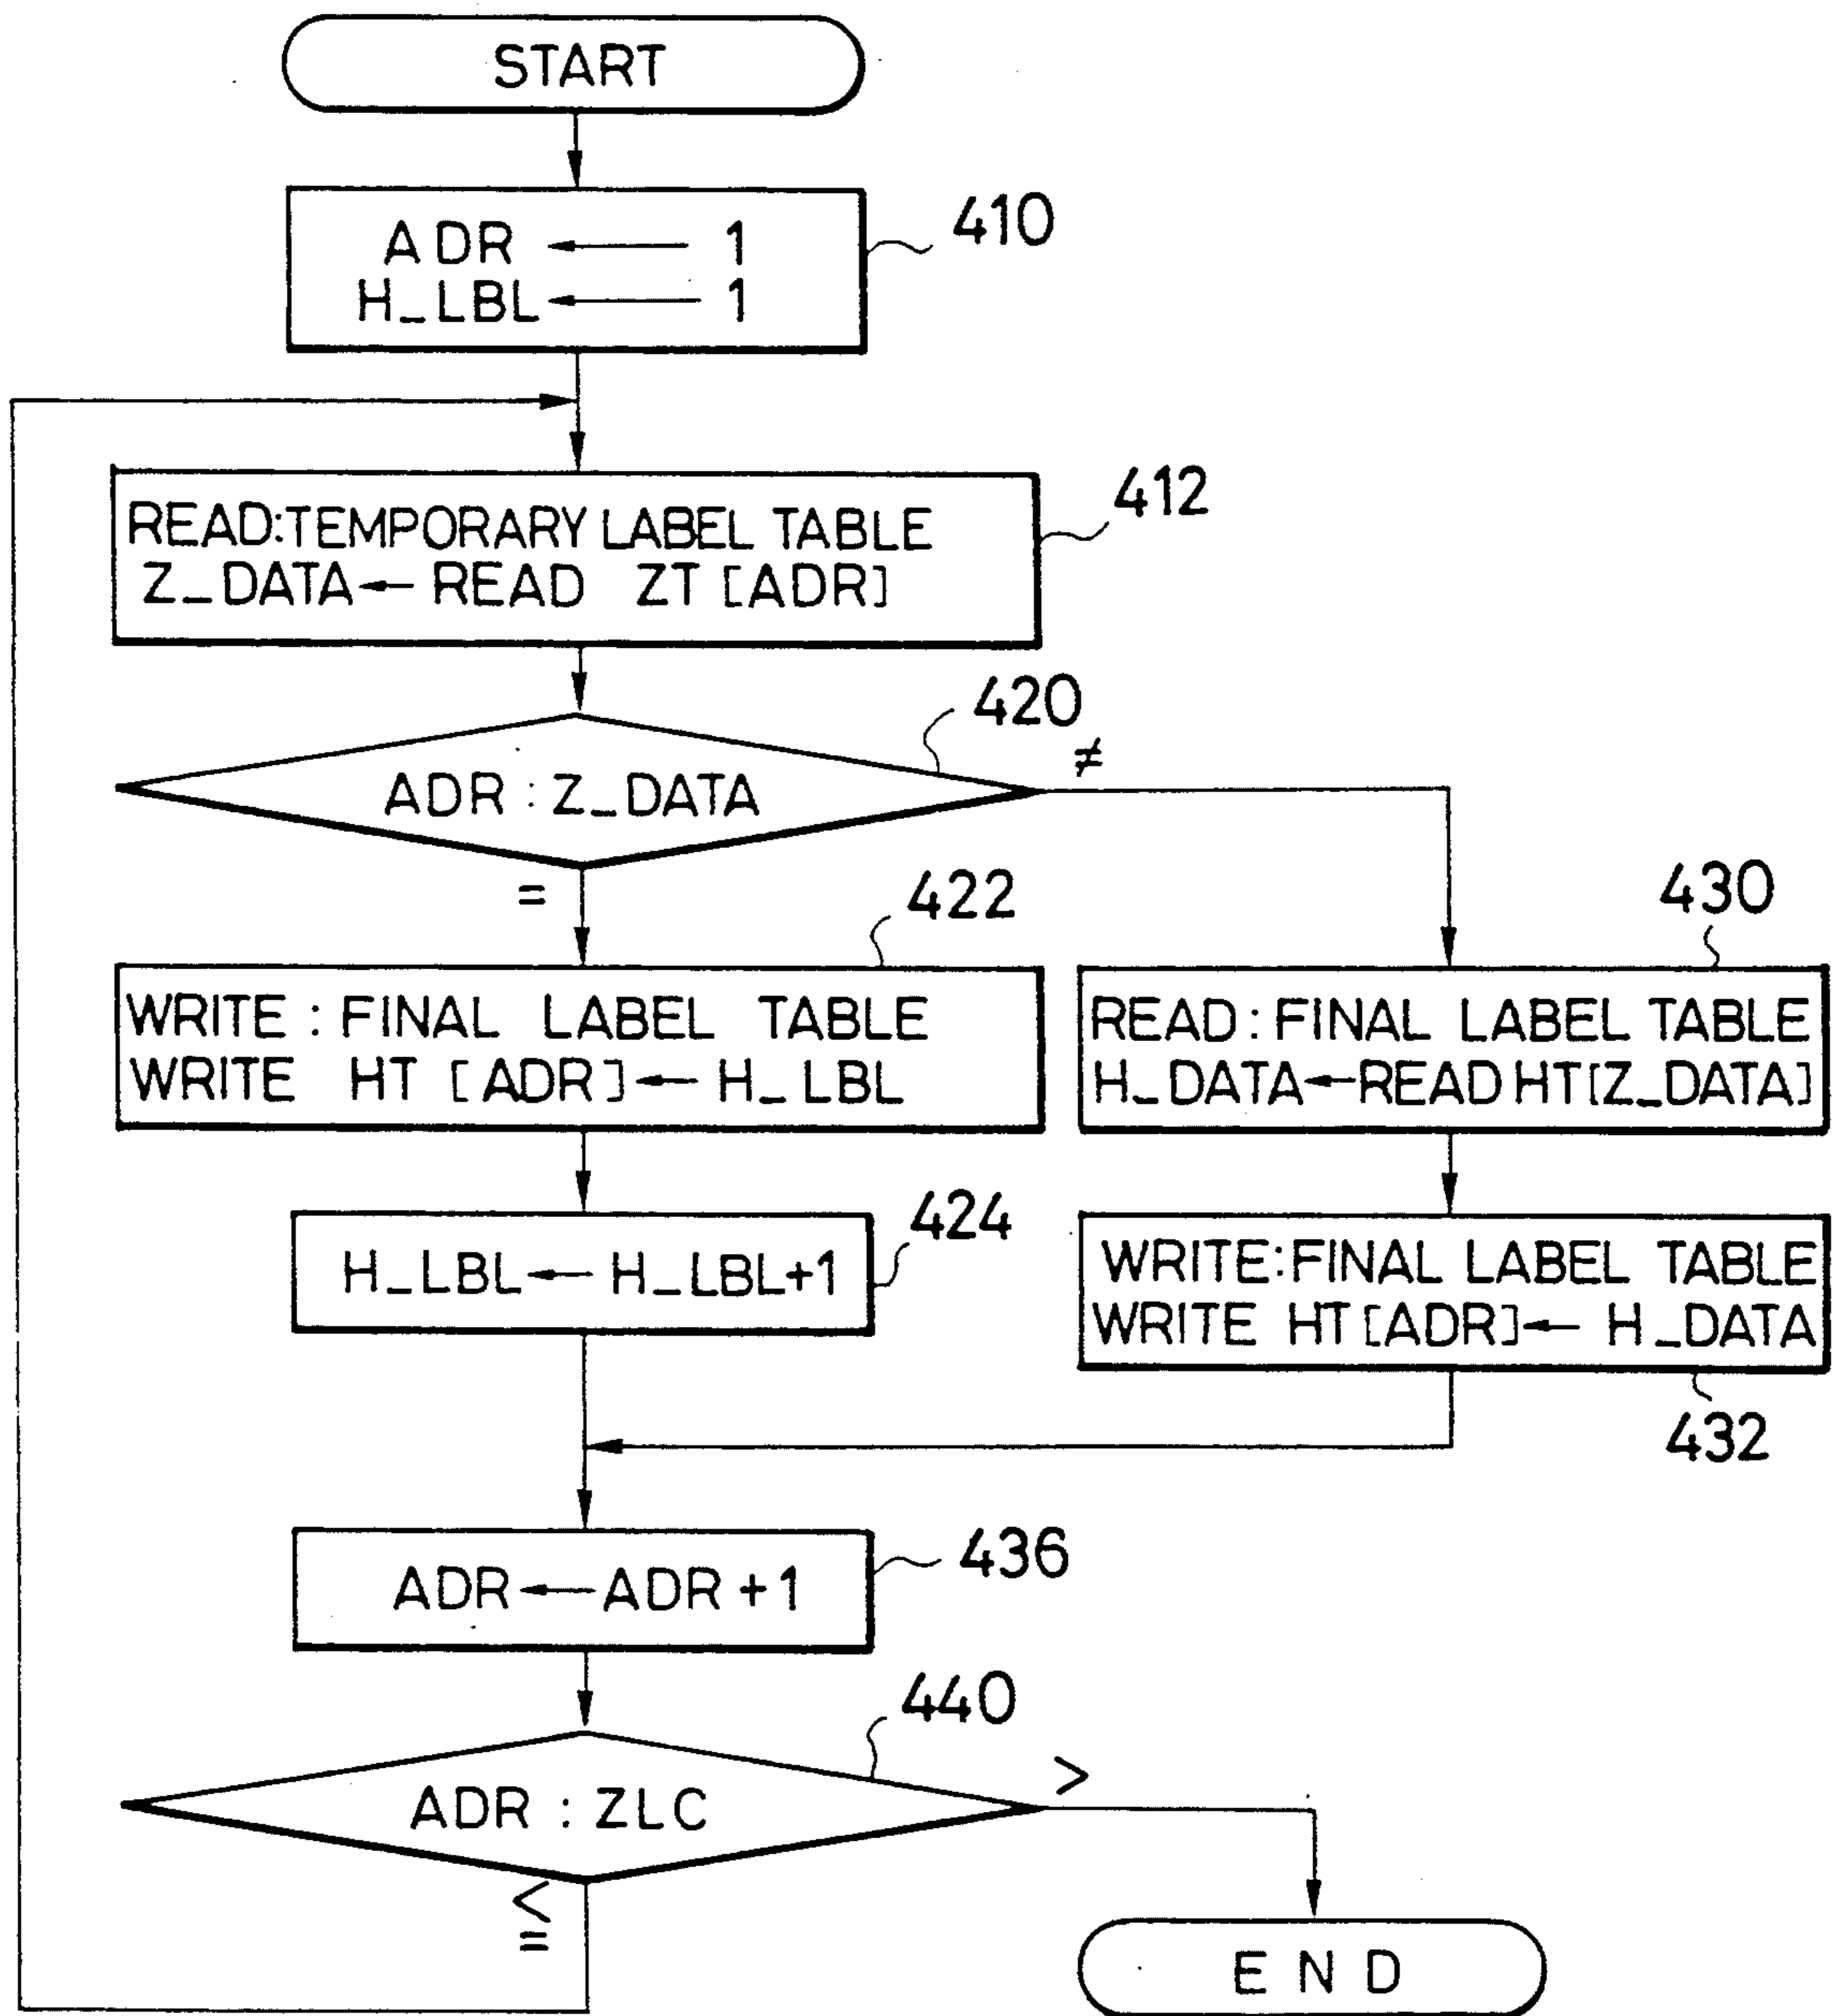 START
ADR ← 1
H_LBL ← 1
410
READ:TEMPORARY LABEL TABLE
Z_DATA ← READ ZT [ADR]
412
ADR : Z_DATA
420
≠
=
WRITE : FINAL LABEL TABLE
WRITE HT [ADR] ← H_LBL
422
READ : FINAL LABEL TABLE
H_DATA ← READ HT[Z_DATA]
430
H_LBL ← H_LBL+1
424
WRITE:FINAL LABEL TABLE
WRITE HT [ADR] ← H_DATA
432
ADR ← ADR +1
436
ADR : ZLC
440
>
<
=
END